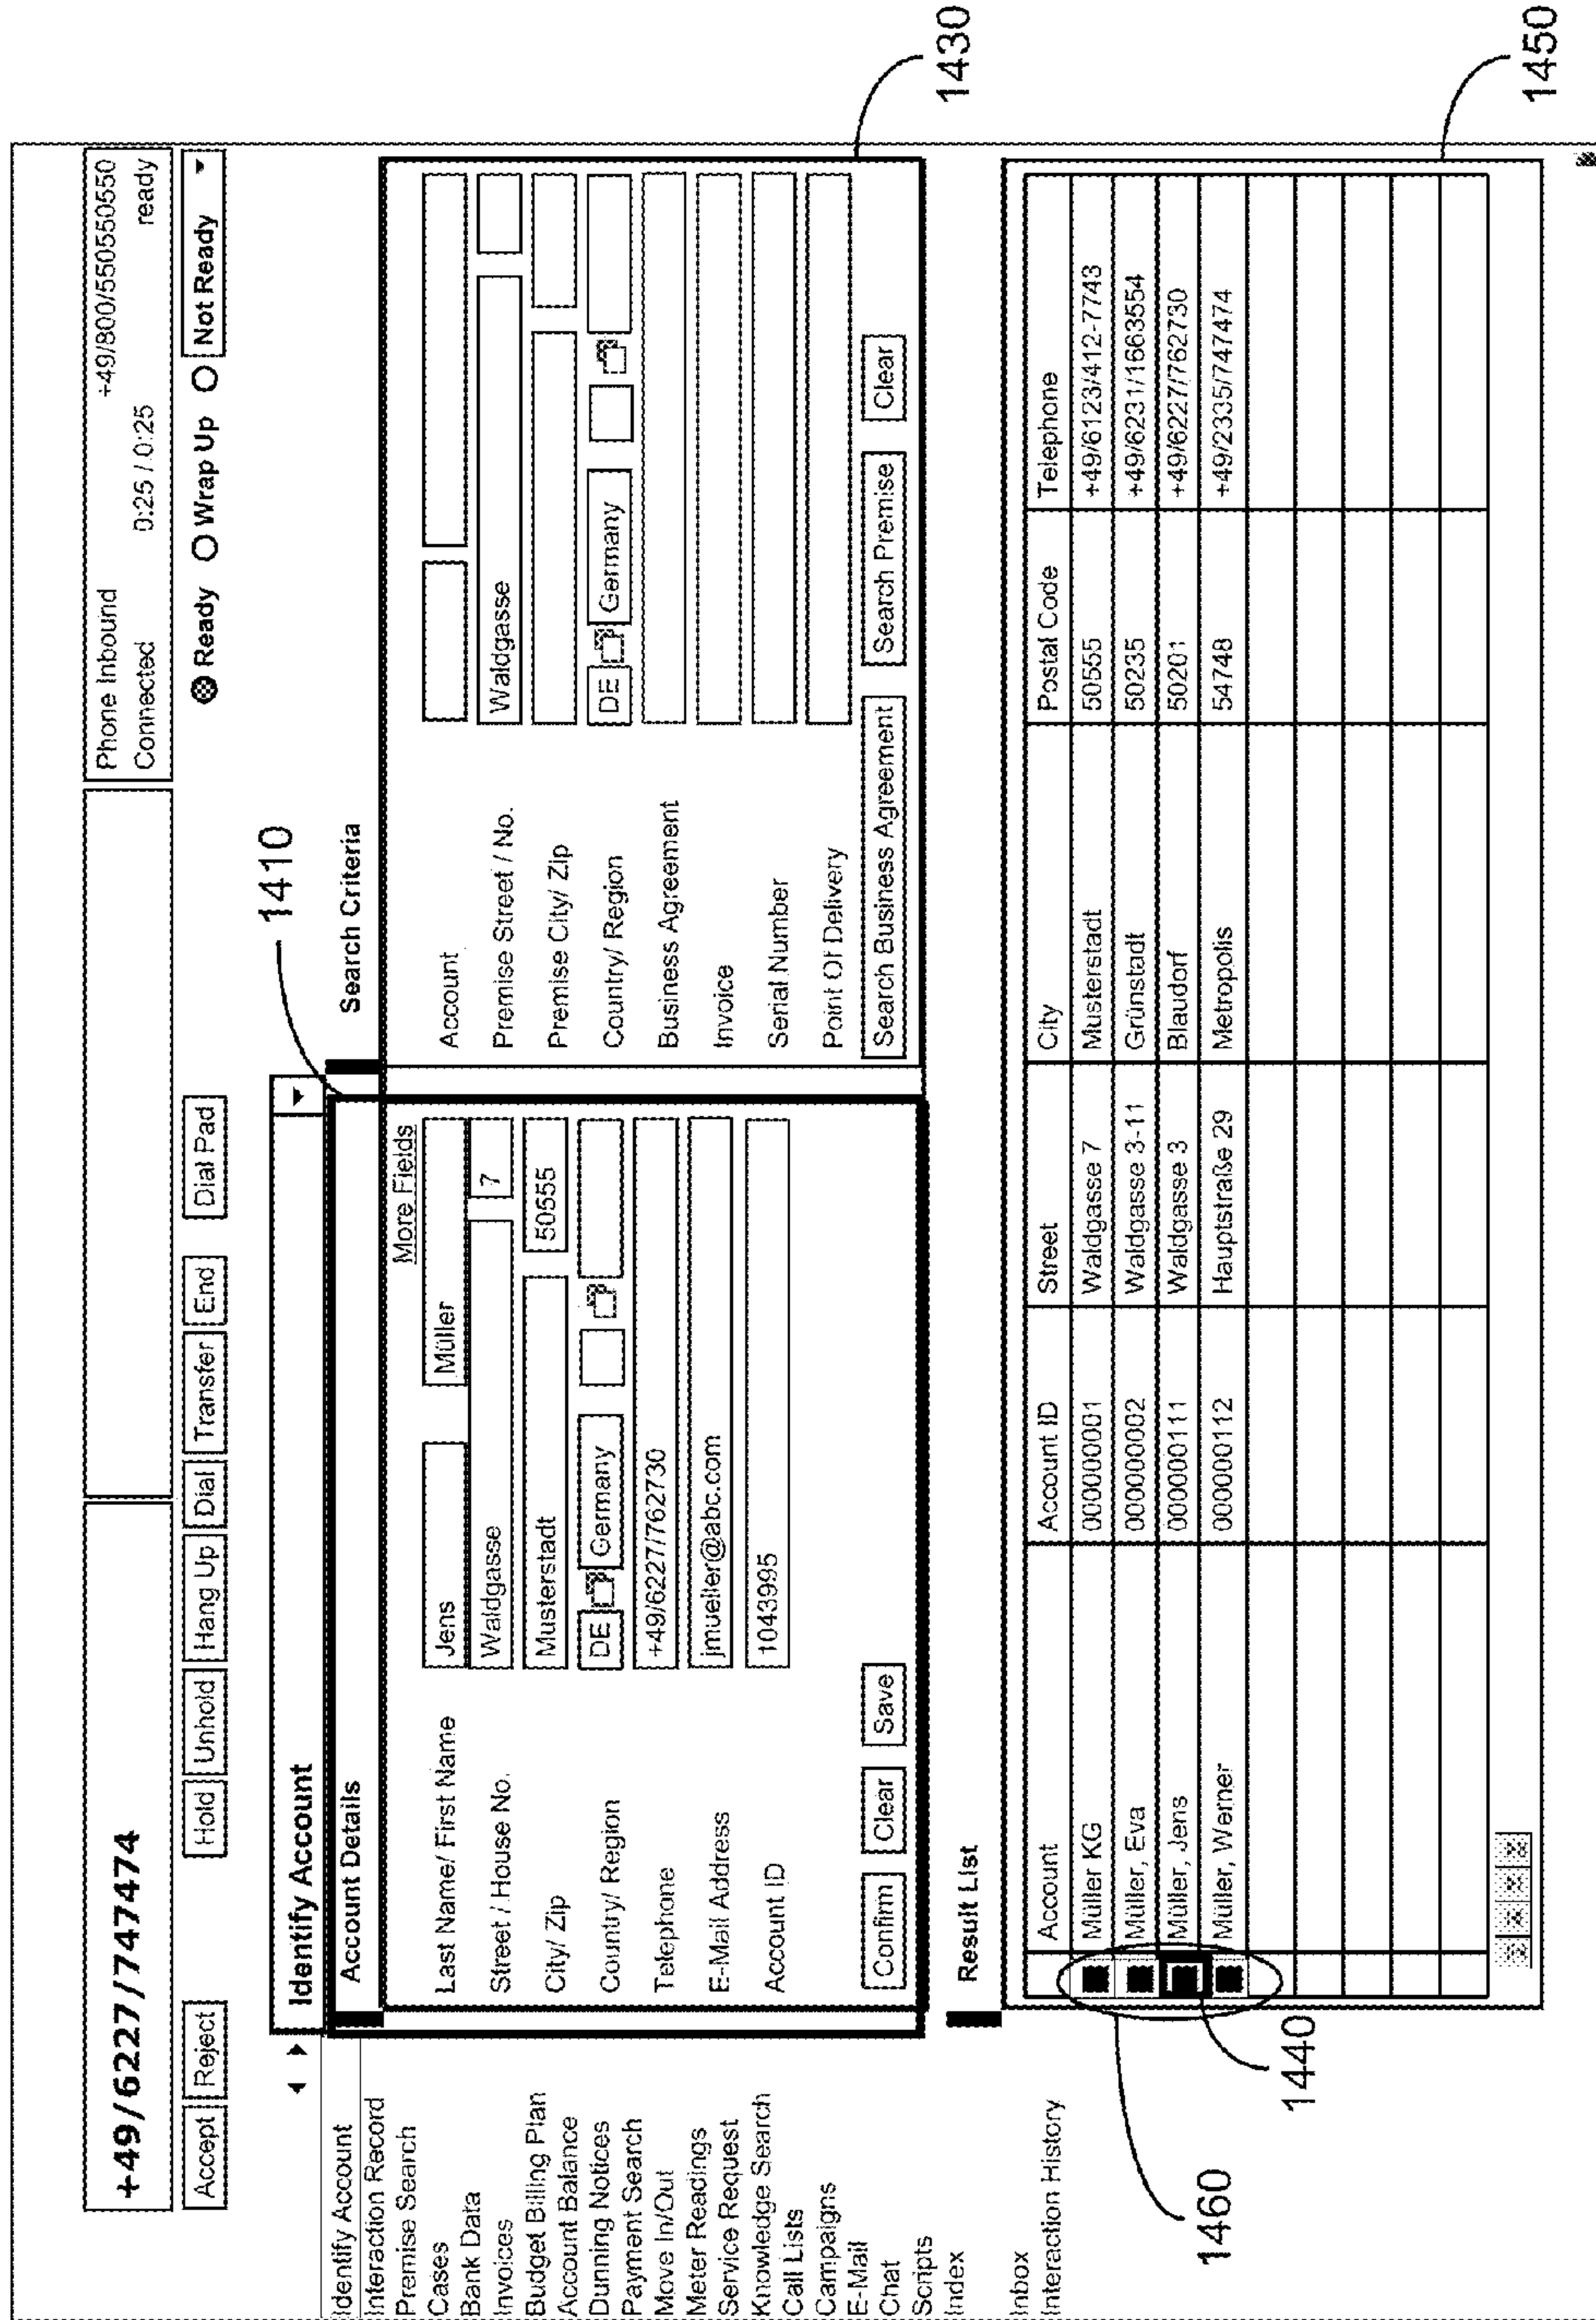 +49/6227/747474
Phone Inbound +49/800/550550550
Connected 0:25 / 0:25 ready
Accept Reject Hold Unhold Hang Up Dial Transfer End Dial Pad Ready Wrap Up Not Ready
1410
Identify Account
Identify Account
Interaction Record
Premise Search
Cases
Bank Data
Invoices
Budget Billing Plan
Account Balance
Dunning Notices
Payment Search
Move In/Out
Meter Readings
Service Request
Knowledge Search
Call Lists
Campaigns
E-Mail
Chat
Scripts
Index
Inbox
Interaction History
Account Details
More Fields
Last Name/ First Name Jens Müller
Street / House No. Waldgasse 7
City/ Zip Musterstadt 50555
Country/ Region DE Germany
Telephone +49/6227/762730
E-Mail Address jmueller@abc.com
Account ID 1043995
Confirm Clear Save
Search Criteria
Account
Premise Street / No. Waldgasse
Premise City/ Zip
Country/ Region DE Germany
Business Agreement
Invoice
Serial Number
Point Of Delivery
Search Business Agreement Search Premise Clear
1430
Result List
Account Account ID Street City Postal Code Telephone
Müller KG 000000001 Waldgasse 7 Musterstadt 50555 +49/6123/412-7743
Müller, Eva 000000002 Waldgasse 3-11 Grünstadt 50235 +49/6231/1663554
Müller, Jens 000000111 Waldgasse 3 Blaudorf 50201 +49/6227/762730
Müller, Werner 000000112 Hauptstraße 29 Metropolis 54748 +49/2335/747474
1460
1440
1450